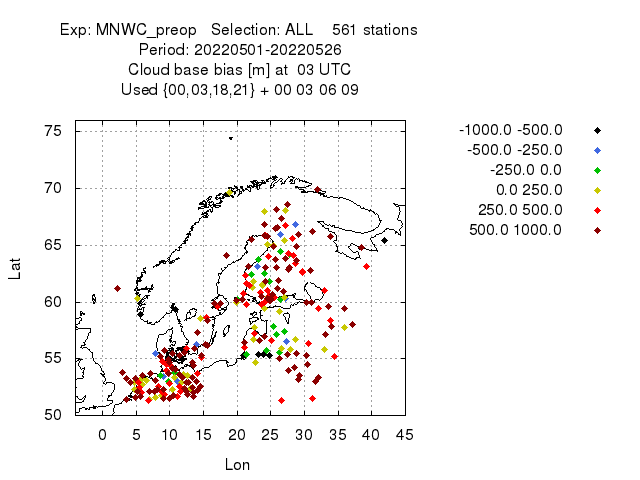 Exp: MNWC_preop   Selection: ALL    561 stations
Period: 20220501-20220526
Cloud base bias [m] at  03 UTC
Used {00,03,18,21} + 00 03 06 09
-1000.0 -500.0
-500.0 -250.0
-250.0 0.0
0.0 250.0
250.0 500.0
500.0 1000.0
75
70
65
60
55
50
Lat
0 5 10 15 20 25 30 35 40 45
Lon